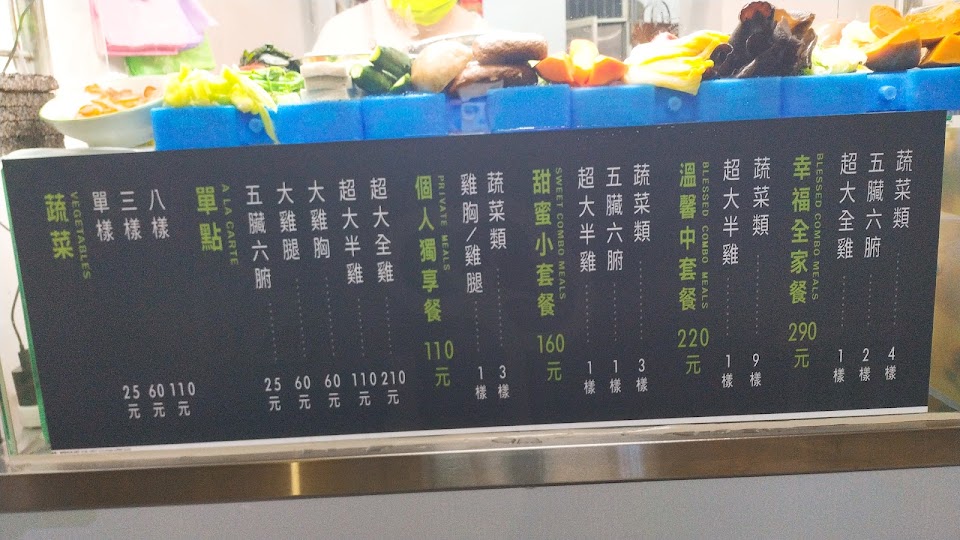 幸福全家餐 290元
BLESSED COMBO MEALS
蔬菜類 4樣
五臟六腑 2樣
超大全雞 1樣
溫馨中套餐 220元
BLESSED COMBO MEALS
蔬菜類 9樣
超大半雞 1樣
甜蜜小套餐 160元
SWEET COMBO MEALS
蔬菜類 3樣
五臟六腑 1樣
超大半雞 1樣
個人獨享餐 110元
PRIVATE MEALS
蔬菜類 3樣
雞胸/雞腿 1樣
單點
A LA CARTE
超大全雞 210元
超大半雞 110元
大雞胸 60元
大雞腿 60元
五臟六腑 25元
蔬菜
VEGETABLES
八樣 110元
三樣 60元
單樣 25元